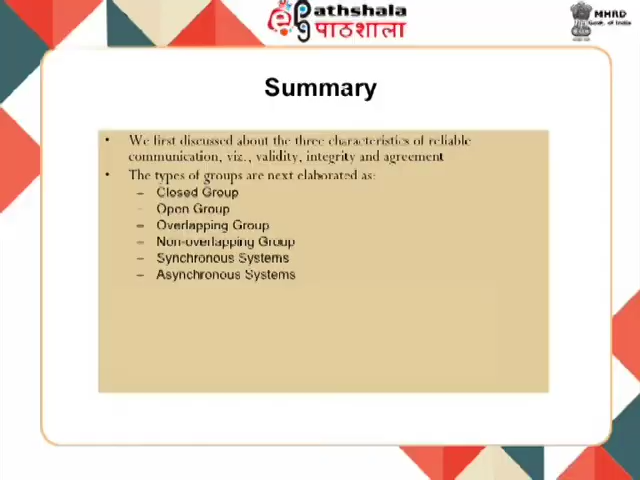 ePathshala
पाठशाला
MHRD
Govt. of India
Summary
• We first discussed about the three characteristics of reliable
communication, viz., validity, integrity and agreement
• The types of groups are next elaborated as:
– Closed Group
– Open Group
– Overlapping Group
– Non-overlapping Group
– Synchronous Systems
– Asynchronous Systems